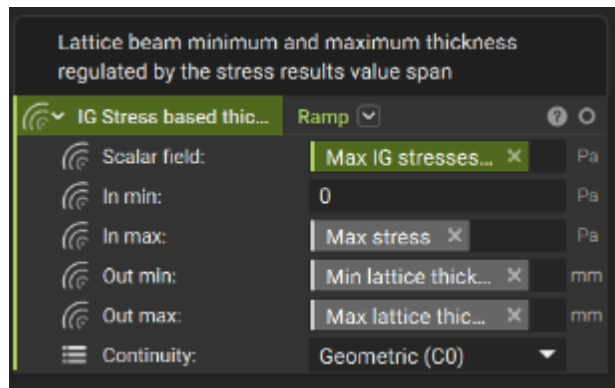 Lattice beam minimum and maximum thickness
regulated by the stress results value span
IG Stress based thic... Ramp ?
Scalar field: Max IG stresses... × Pa
In min: 0 Pa
In max: Max stress × Pa
Out min: Min lattice thick... × mm
Out max: Max lattice thic... × mm
Continuity: Geometric (C0)